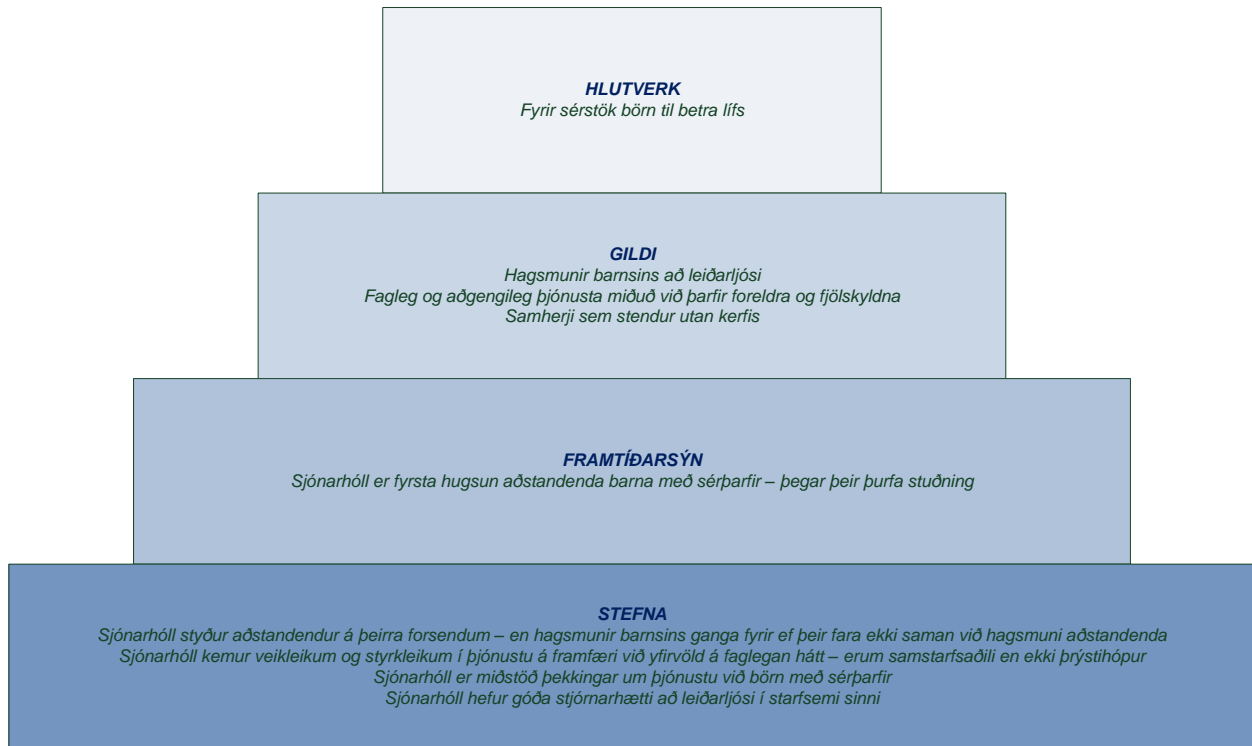 HLUTVERK
Fyrir sérstök börn til betra lífs
GILDI
Hagsmunir barnsins að leiðarljósi
Fagleg og aðgengileg þjónusta miðuð við þarfir foreldra og fjölskyldna
Samherji sem stendur utan kerfis
FRAMTÍÐARSÝN
Sjónarhóll er fyrsta hugsun aðstandenda barna með sérþarfir – þegar þeir þurfa stuðning
STEFNA
Sjónarhóll styður aðstandendur á þeirra forsendum – en hagsmunir barnsins ganga fyrir ef þeir fara ekki saman við hagsmuni aðstandenda
Sjónarhóll kemur veikleikum og styrkleikum í þjónustu á framfæri við yfirvöld á faglegan hátt – erum samstarfsaðili en ekki þrýstihópur
Sjónarhóll er miðstöð þekkingar um þjónustu við börn með sérþarfir
Sjónarhóll hefur góða stjórnarhætti að leiðarljósi í starfsemi sinni